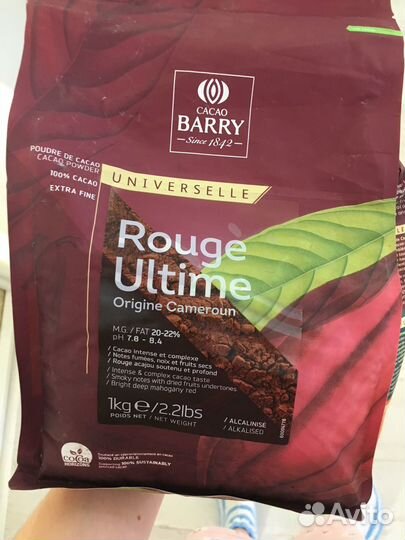 CACAO
BARRY
Since 1842
POUDRE DE CACAO
CACAO POWDER
100% CACAO
EXTRA FINE
UNIVERSELLE
Rouge
Ultime
Origine Cameroun
M.G. / FAT 20-22%
pH 7.8 - 8.4
/ Cacao intense et complexe
/ Notes fumées, noix et fruits secs
/ Rouge acajou soutenu et profond
/ Intense & complex cacao taste
/ Smoky notes with dried fruits undertones
/ Bright deep mahogany red
1kg e/2.2lbs
POIDS NET / NET WEIGHT
/ ALCALINISE
/ ALKALISED
cocoa
HORIZONS
100% DURABLE
Supporting 100% SUSTAINABLY
Avito